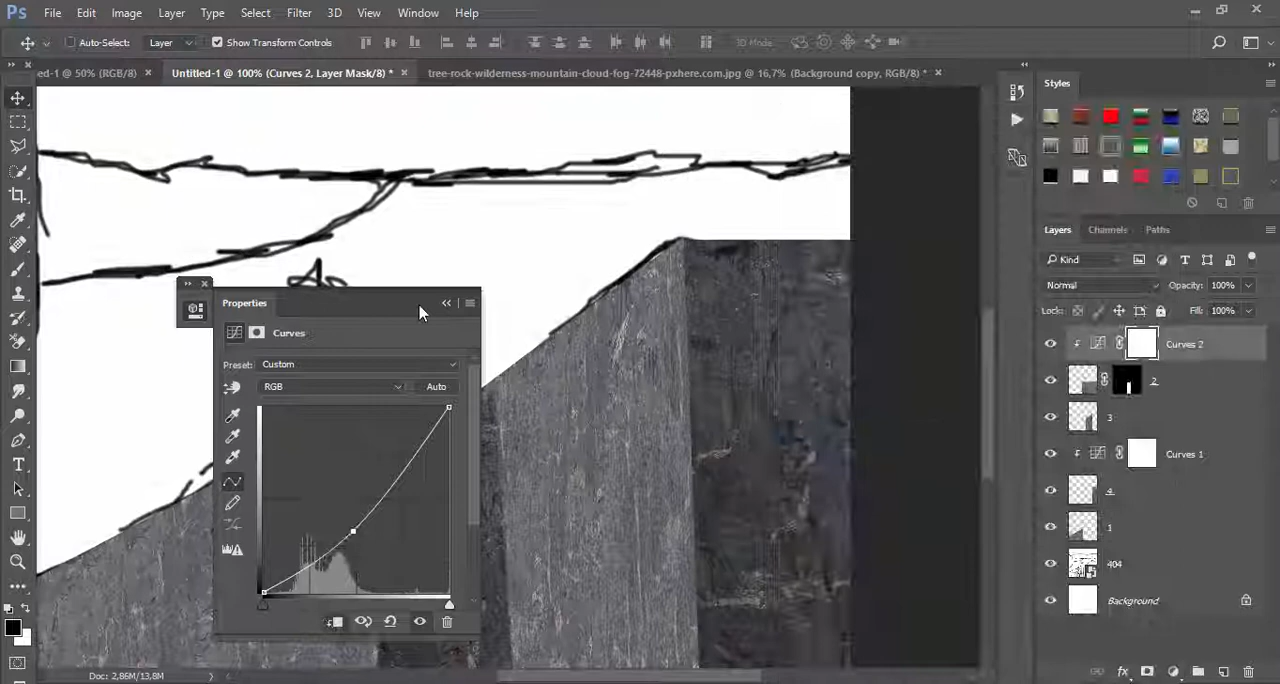 Ps File Edit Image Layer Type Select Filter 3D View Window Help
Auto-Select: Layer Show Transform Controls 3D Mode:
ed-1 @ 50% (RGB/8) × Untitled-1 @ 100% (Curves 2, Layer Mask/8) * × tree-rock-wilderness-mountain-cloud-fog-72448-pxhere.com.jpg @ 16,7% (Background copy, RGB/8) * ×
Styles
Layers Channels Paths
Kind
Normal Opacity: 100%
Lock: Fill: 100%
Curves 2
2
3
Curves 1
4
1
404
Background
Properties
Curves
Preset: Custom
RGB Auto
Doc: 2,86M/13,8M